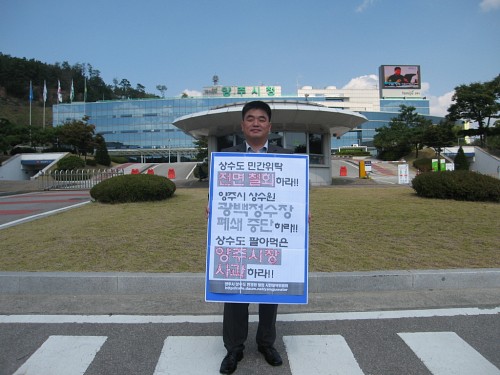 양주시청
상수도 민간위탁
전면 철회하라!!
양주시 상수원
광백정수장
폐쇄 중단하라!!
상수도 팔아먹은
양주시장
사과하라!!